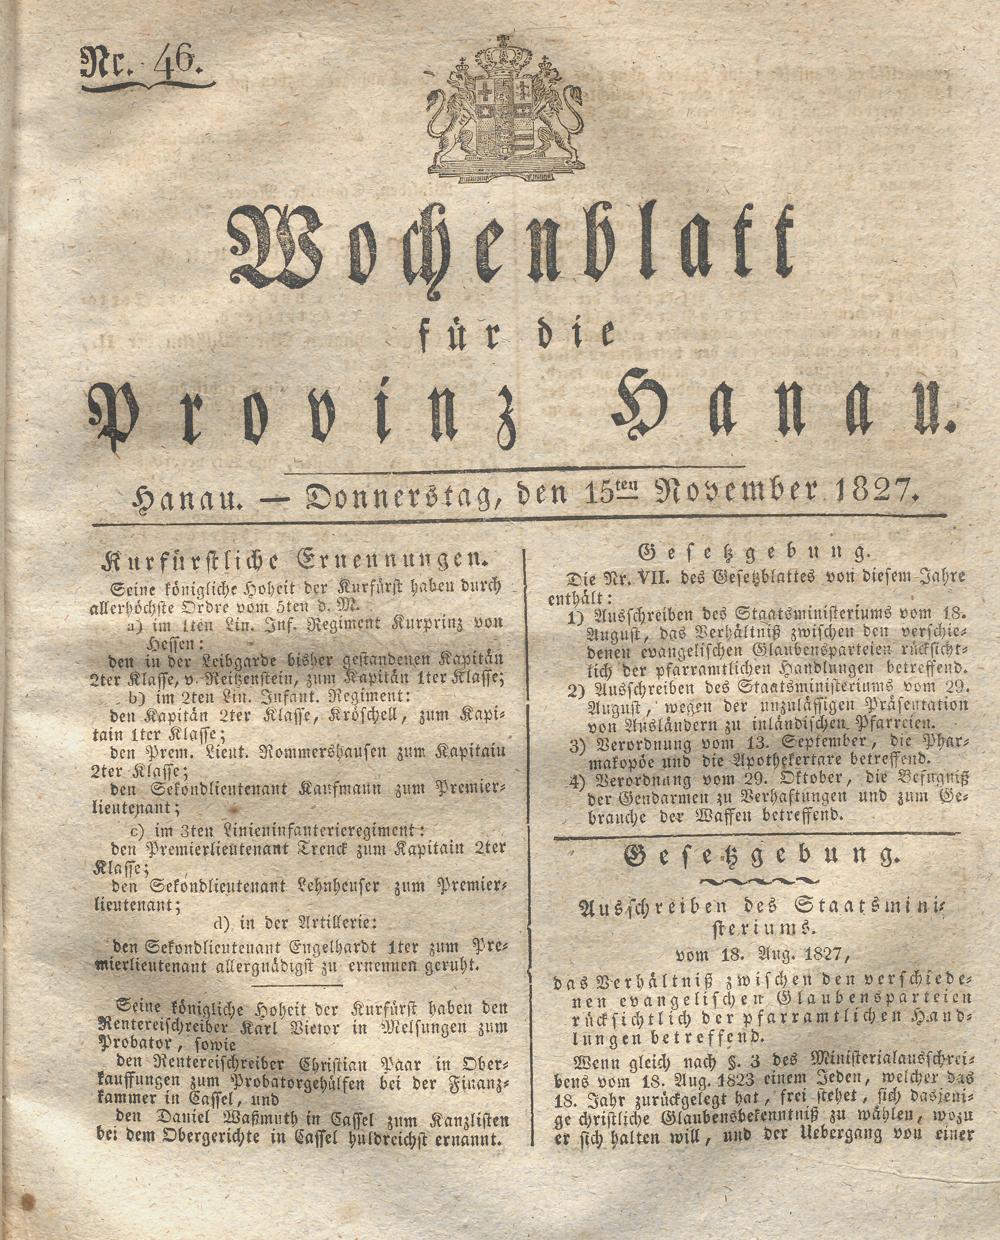 Nr. 46.
Wochenblatt
für die
Provinz Hanau.
Hanau. — Donnerstag, den 15ten November 1827.
Kurfürstliche Ernennungen.
Seine königliche Hoheit der Kurfürst haben durch
allerhöchste Ordre vom 5ten d. M.
a) im 1ten Lin. Inf. Regiment Kurprinz von
Hessen:
den in der Leibgarde bisher gestandenen Kapitän
2ter Klasse, v. Reitzenstein, zum Kapitän 1ter Klasse;
b) im 2ten Lin. Infant. Regiment:
den Kapitän 2ter Klasse, Kröschell, zum Kapi-
tain 1ter Klasse;
den Prem. Lieut. Rommershausen zum Kapitain
2ter Klasse;
den Sekondlieutenant Kaufmann zum Premier-
lieutenant;
c) im 3ten Linieninfanterieregiment:
den Premierlieutenant Trenck zum Kapitain 2ter
Klasse;
den Sekondlieutenant Lehnheuser zum Premier-
lieutenant;
d) in der Artillerie:
den Sekondlieutenant Engelhardt 1ter zum Pre-
mierlieutenant allergnädigst zu ernennen geruht.
Seine königliche Hoheit der Kurfürst haben den
Rentereischreiber Karl Vietor in Melsungen zum
Probator, sowie
den Rentereischreiber Christian Paar in Ober-
kauffungen zum Probatorgehülfen bei der Finanz-
kammer in Cassel, und
den Daniel Waßmuth in Cassel zum Kanzlisten
bei dem Obergerichte in Cassel huldreichst ernannt.
Gesetzgebung.
Die Nr. VII. des Gesetzblattes von diesem Jahre
enthält:
1) Ausschreiben des Staatsministeriums vom 18.
August, das Verhältniß zwischen den verschie-
denen evangelischen Glaubensparteien rücksicht-
lich der pfarramtlichen Handlungen betreffend.
2) Ausschreiben des Staatsministeriums vom 29.
August, wegen der unzulässigen Präsentation
von Ausländern zu inländischen Pfarreien.
3) Verordnung vom 13. September, die Phar-
makopöe und die Apothekertaxe betreffend.
4) Verordnung vom 29. Oktober, die Befugniß
der Gendarmen zu Verhaftungen und zum Ge-
brauche der Waffen betreffend.
Gesetzgebung.
Ausschreiben des Staatsmini-
steriums.
vom 18. Aug. 1827,
das Verhältniß zwischen den verschiede-
nen evangelischen Glaubensparteien
rücksichtlich der pfarramtlichen Hand-
lungen betreffend.
Wenn gleich nach §. 3 des Ministerialausschrei-
bens vom 18. Aug. 1823 einem Jeden, welcher das
18. Jahr zurückgelegt hat, frei stehet, sich dasjeni-
ge christliche Glaubensbekenntniß zu wählen, wozu
er sich halten will, und der Uebergang von einer